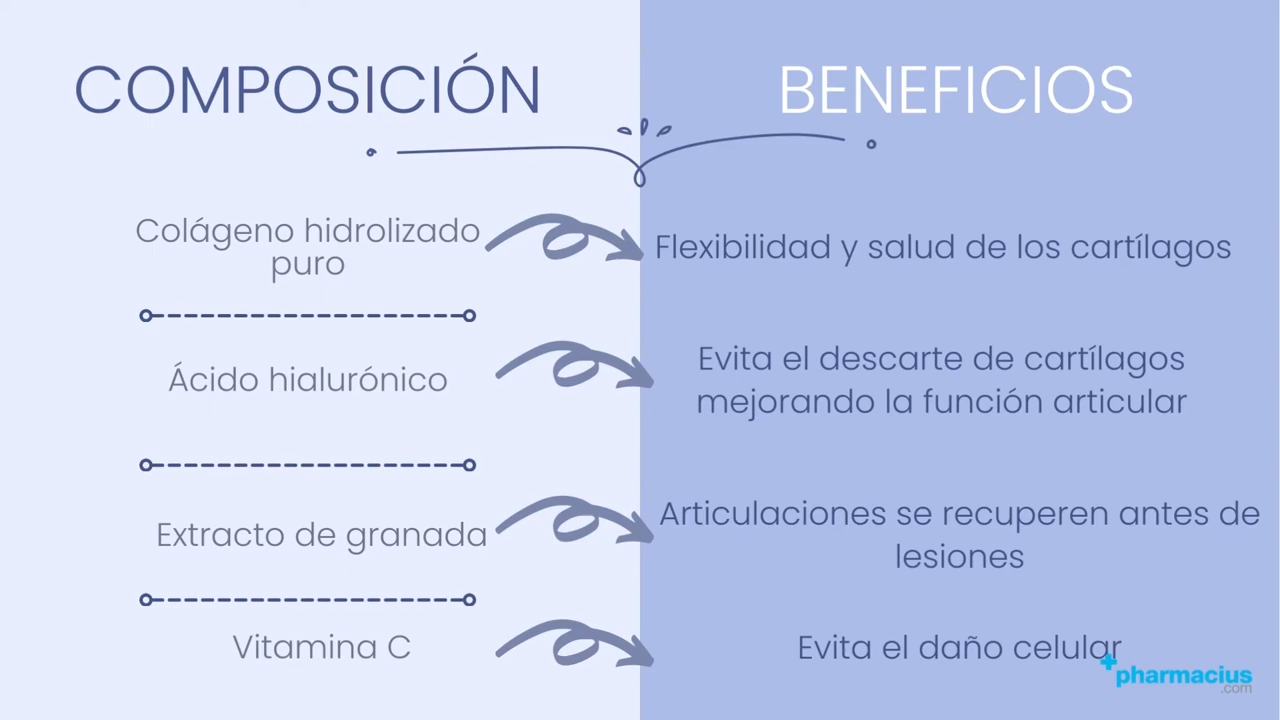 COMPOSICIÓN
BENEFICIOS
Colágeno hidrolizado
puro
Flexibilidad y salud de los cartílagos
Ácido hialurónico
Evita el descarte de cartílagos
mejorando la función articular
Extracto de granada
Articulaciones se recuperen antes de
lesiones
Vitamina C
Evita el daño celular
pharmacius
.com